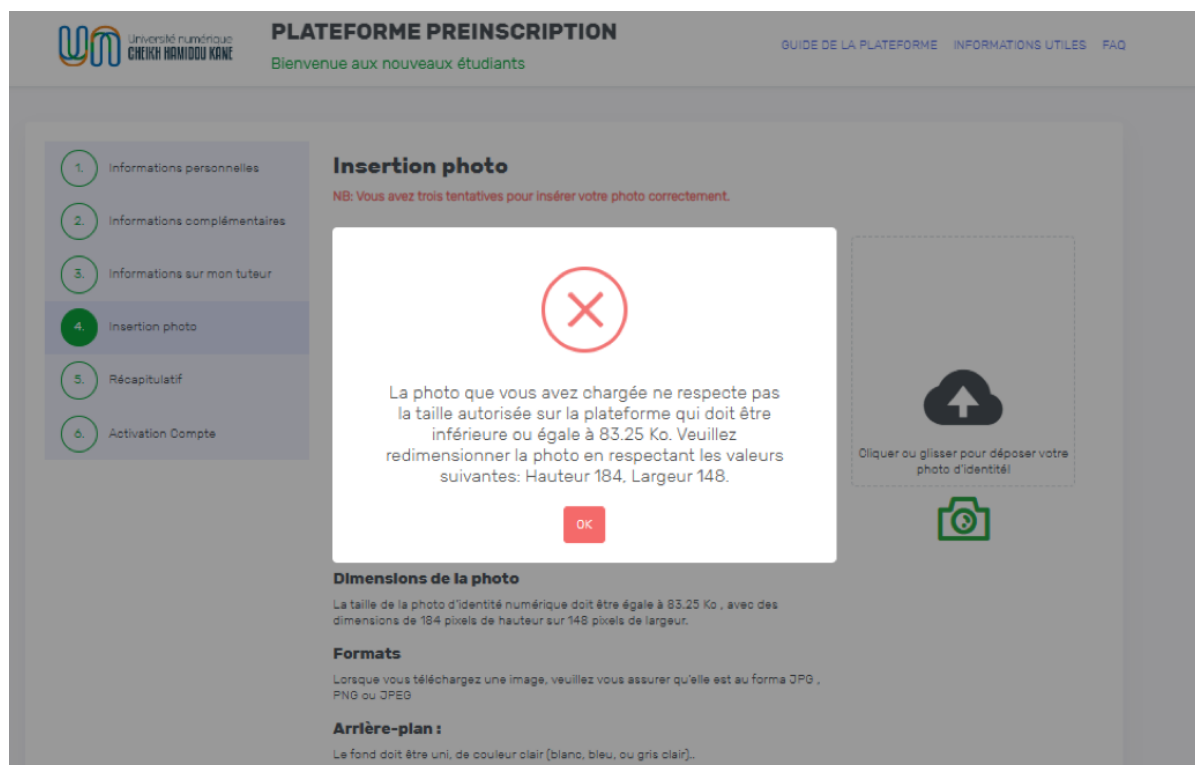 Université numérique
CHEIKH HAMIDOU KANE
PLATEFORME PREINSCRIPTION
Bienvenue aux nouveaux étudiants
GUIDE DE LA PLATEFORME INFORMATIONS UTILES FAQ
1. Informations personnelles
2. Informations complémentaires
3. Informations sur mon tuteur
4. Insertion photo
5. Récapitulatif
6. Activation Compte
Insertion photo
NB: Vous avez trois tentatives pour insérer votre photo correctement.
La photo que vous avez chargée ne respecte pas
la taille autorisée sur la plateforme qui doit être
inférieure ou égale à 83.25 Ko. Veuillez
redimensionner la photo en respectant les valeurs
suivantes: Hauteur 184, Largeur 148.
OK
Cliquer ou glisser pour déposer votre
photo d'identité!
Dimensions de la photo
La taille de la photo d'identité numérique doit être égale à 83.25 Ko , avec des
dimensions de 184 pixels de hauteur sur 148 pixels de largeur.
Formats
Lorsque vous téléchargez une image, veuillez vous assurer qu'elle est au forma JPG ,
PNG ou JPEG
Arrière-plan :
Le fond doit être uni, de couleur clair (blanc, bleu, ou gris clair)..